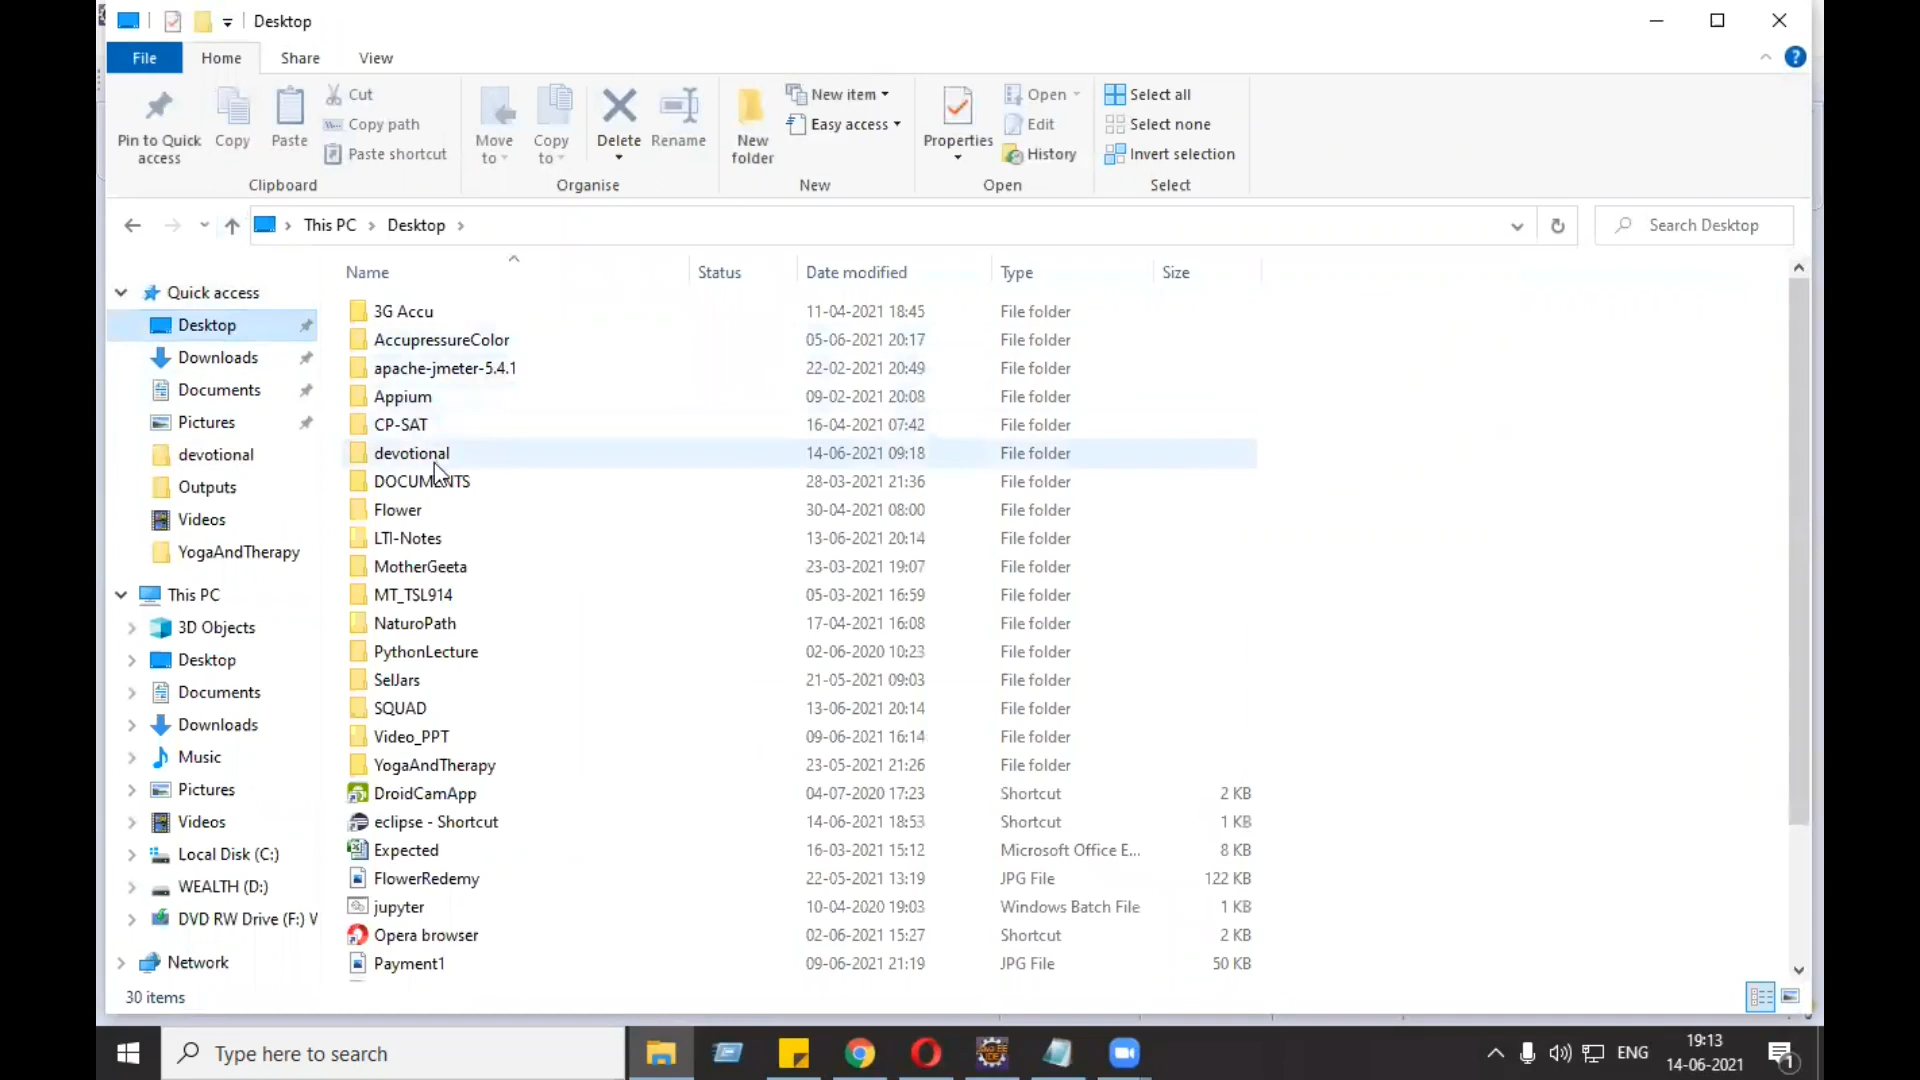 Desktop
File Home Share View
Pin to Quick access
Copy
Paste
Cut
Copy path
Paste shortcut
Clipboard
Move to
Copy to
Delete
Rename
Organise
New folder
New item
Easy access
New
Properties
Open
Edit
History
Open
Select all
Select none
Invert selection
Select
This PC Desktop
Search Desktop
Quick access
Desktop
Downloads
Documents
Pictures
devotional
Outputs
Videos
YogaAndTherapy
This PC
3D Objects
Desktop
Documents
Downloads
Music
Pictures
Videos
Local Disk (C:)
WEALTH (D:)
DVD RW Drive (F:) V
Network
Name Status Date modified Type Size
3G Accu 11-04-2021 18:45 File folder
AccupressureColor 05-06-2021 20:17 File folder
apache-jmeter-5.4.1 22-02-2021 20:49 File folder
Appium 09-02-2021 20:08 File folder
CP-SAT 16-04-2021 07:42 File folder
devotional 14-06-2021 09:18 File folder
DOCUMENTS 28-03-2021 21:36 File folder
Flower 30-04-2021 08:00 File folder
LTI-Notes 13-06-2021 20:14 File folder
MotherGeeta 23-03-2021 19:07 File folder
MT_TSL914 05-03-2021 16:59 File folder
NaturoPath 17-04-2021 16:08 File folder
PythonLecture 02-06-2020 10:23 File folder
SelJars 21-05-2021 09:03 File folder
SQUAD 13-06-2021 20:14 File folder
Video_PPT 09-06-2021 16:14 File folder
YogaAndTherapy 23-05-2021 21:26 File folder
DroidCamApp 04-07-2020 17:23 Shortcut 2 KB
eclipse - Shortcut 14-06-2021 18:53 Shortcut 1 KB
Expected 16-03-2021 15:12 Microsoft Office E... 8 KB
FlowerRedemy 22-05-2021 13:19 JPG File 122 KB
jupyter 10-04-2020 19:03 Windows Batch File 1 KB
Opera browser 02-06-2021 15:27 Shortcut 2 KB
Payment1 09-06-2021 21:19 JPG File 50 KB
30 items
Type here to search
ENG
19:13
14-06-2021
1